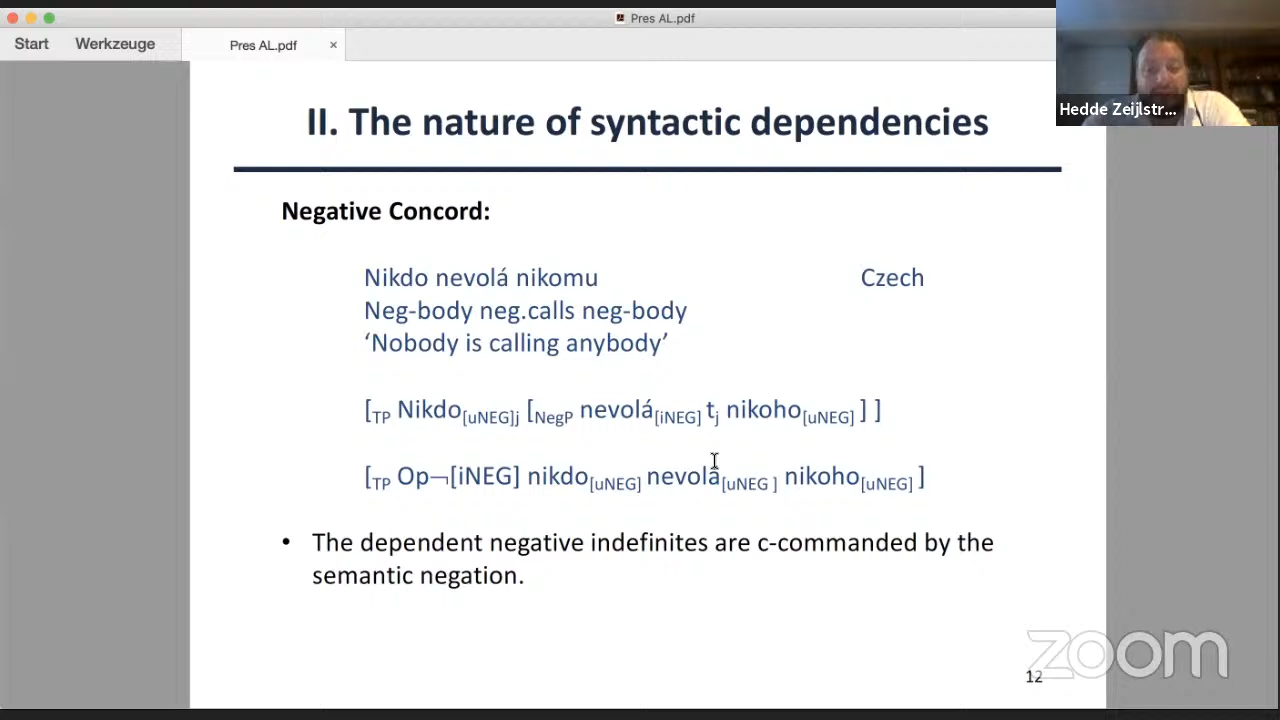 Pres AL.pdf
Start Werkzeuge Pres AL.pdf ×
Hedde Zeijlstr...
II. The nature of syntactic dependencies
Negative Concord:
Nikdo nevolá nikomu Czech
Neg-body neg.calls neg-body
‘Nobody is calling anybody’
[TP Nikdo[uNEG]j [NegP nevolá[iNEG] tj nikoho[uNEG] ] ]
[TP Op¬[iNEG] nikdo[uNEG] nevolá[uNEG ] nikoho[uNEG] ]
• The dependent negative indefinites are c-commanded by the
semantic negation.
zoom
12